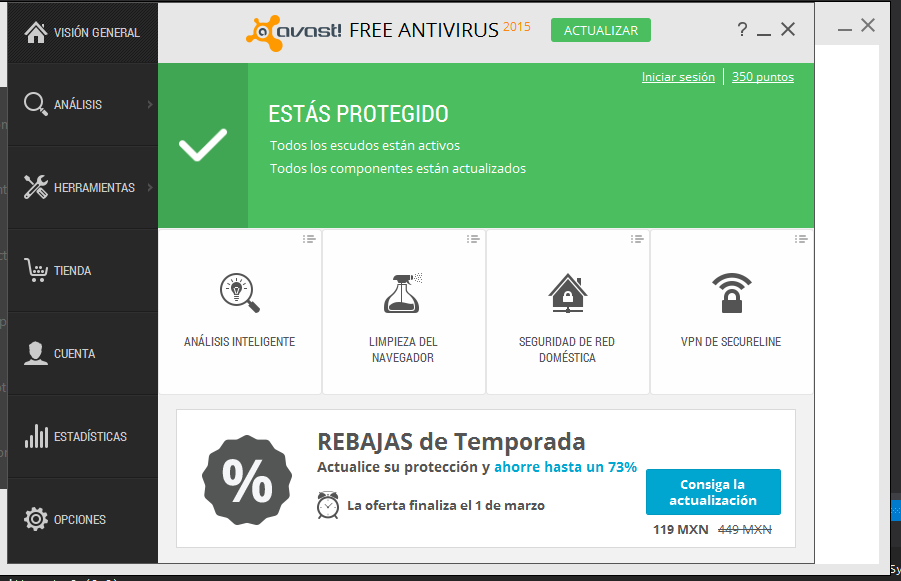 VISIÓN GENERAL
ANÁLISIS
HERRAMIENTAS
TIENDA
CUENTA
ESTADÍSTICAS
OPCIONES
avast! FREE ANTIVIRUS 2015
ACTUALIZAR
?
Iniciar sesión
350 puntos
ESTÁS PROTEGIDO
Todos los escudos están activos
Todos los componentes están actualizados
ANÁLISIS INTELIGENTE
LIMPIEZA DEL
NAVEGADOR
SEGURIDAD DE RED
DOMÉSTICA
VPN DE SECURELINE
%
REBAJAS de Temporada
Actualice su protección y ahorre hasta un 73%
La oferta finaliza el 1 de marzo
Consiga la
actualización
119 MXN 449 MXN